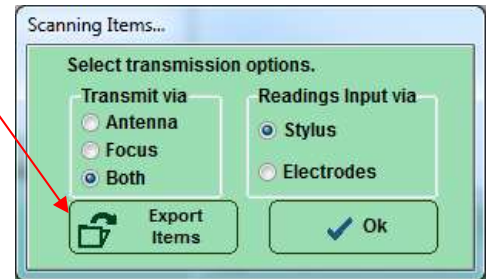 Scanning Items...
Select transmission options.
Transmit via
Antenna
Focus
Both
Readings Input via
Stylus
Electrodes
Export
Items
Ok